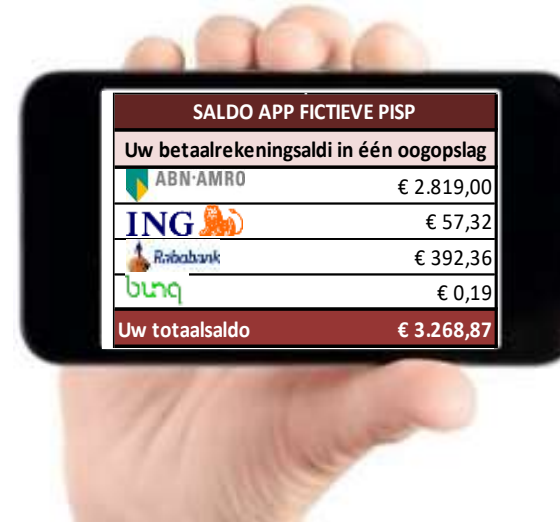 SALDO APP FICTIEVE PISP
Uw betaalrekeningsaldi in één oogopslag
ABN·AMRO € 2.819,00
ING € 57,32
Rabobank € 392,36
bunq € 0,19
Uw totaalsaldo € 3.268,87